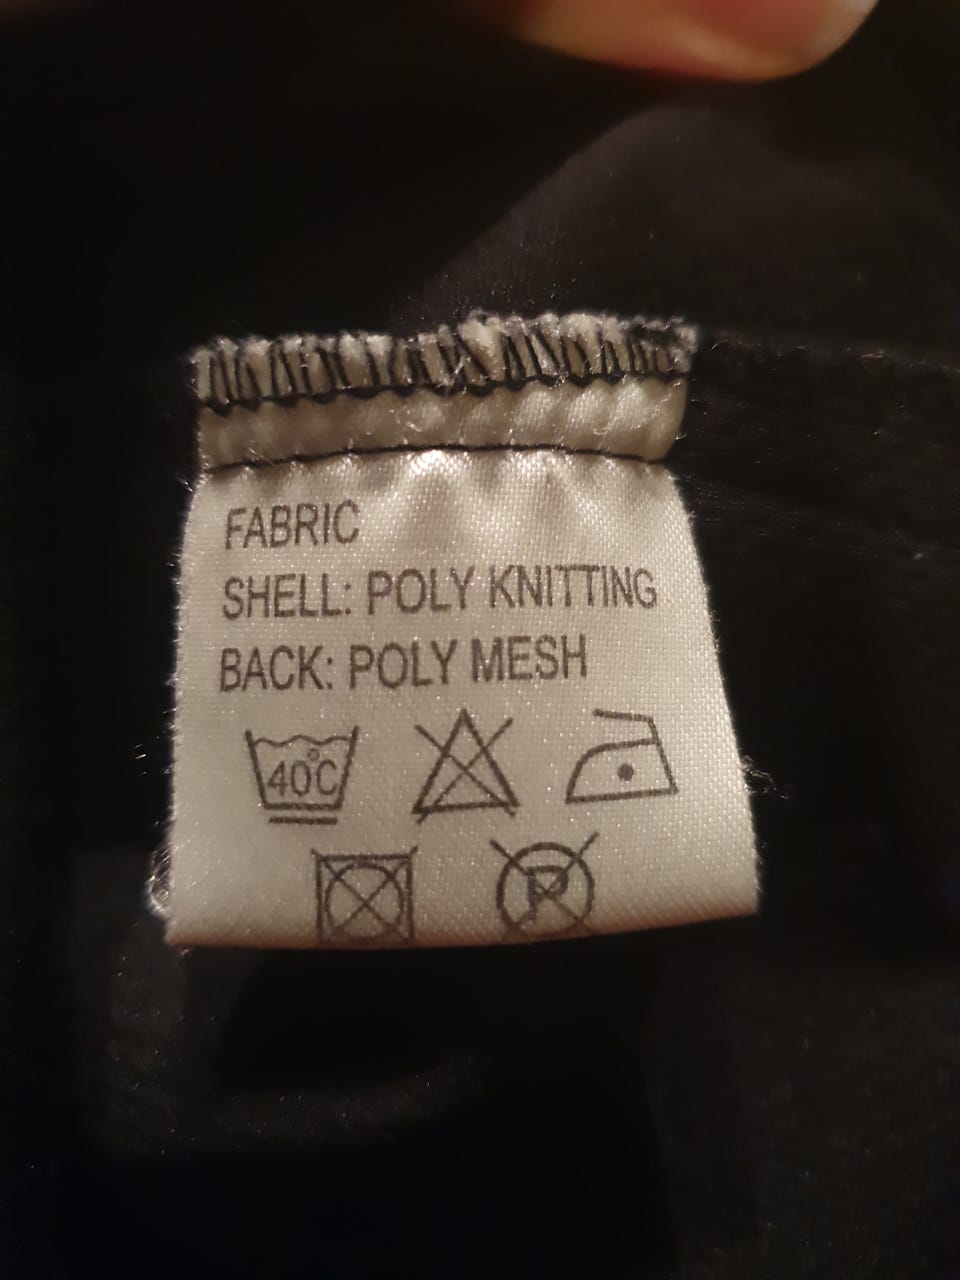 FABRIC
SHELL: POLY KNITTING
BACK: POLY MESH
40°C
P